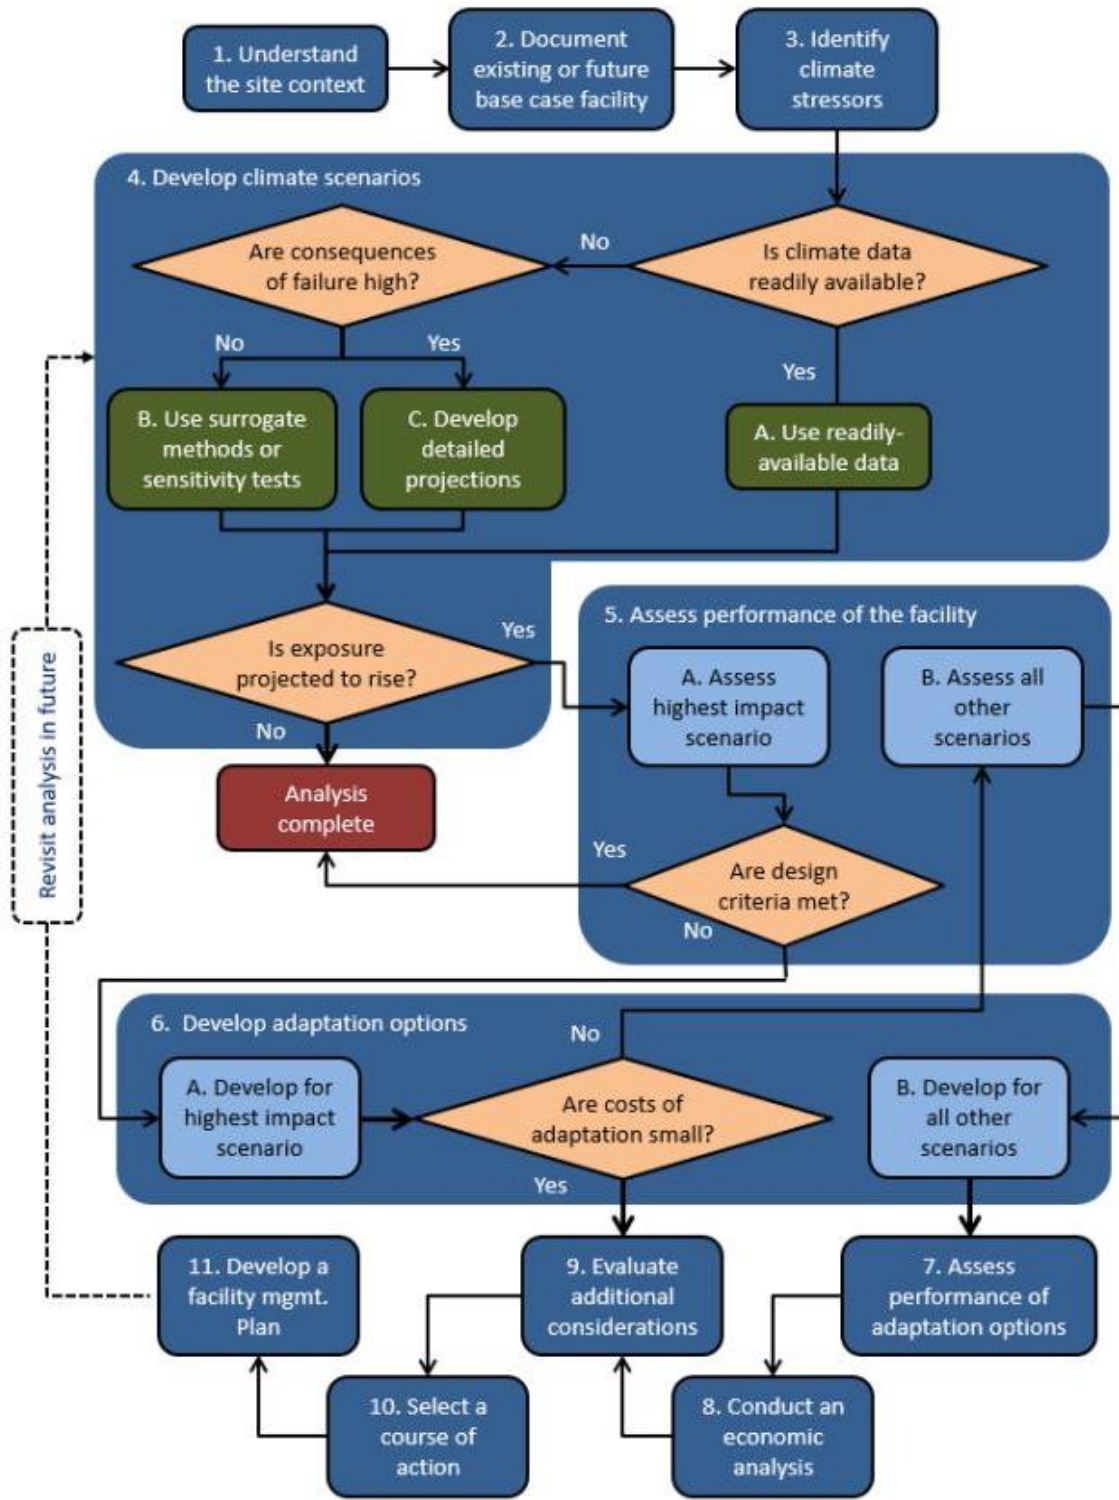 1. Understand
the site context
2. Document
existing or future
base case facility
3. Identify
climate
stressors
4. Develop climate scenarios
Are consequences
of failure high?
No
Is climate data
readily available?
No
Yes
Yes
B. Use surrogate
methods or
sensitivity tests
C. Develop
detailed
projections
A. Use readily-
available data
Is exposure
projected to rise?
Yes
No
Analysis
complete
Revisit analysis in future
5. Assess performance of the facility
A. Assess
highest impact
scenario
B. Assess all
other
scenarios
Yes
Are design
criteria met?
No
6. Develop adaptation options
No
A. Develop for
highest impact
scenario
Are costs of
adaptation small?
B. Develop for
all other
scenarios
Yes
11. Develop a
facility mgmt.
Plan
9. Evaluate
additional
considerations
7. Assess
performance of
adaptation options
10. Select a
course of
action
8. Conduct an
economic
analysis